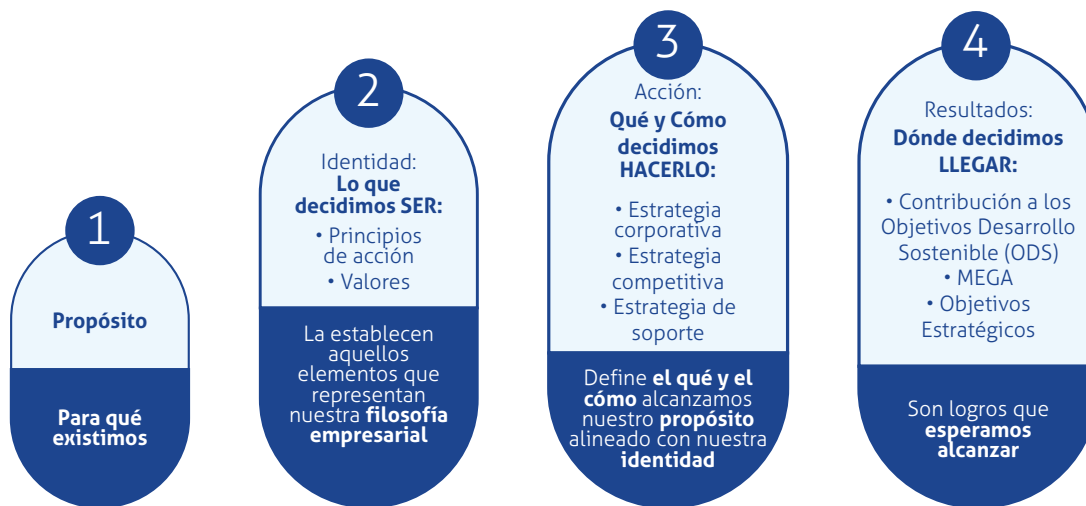 1
Propósito
Para qué
existimos
2
Identidad:
Lo que
decidimos SER:
• Principios
de acción
• Valores
La establecen
aquellos
elementos que
representan
nuestra filosofía
empresarial
3
Acción:
Qué y Cómo
decidimos
HACERLO:
• Estrategia
corporativa
• Estrategia
competitiva
• Estrategia de
soporte
Define el qué y el
cómo alcanzamos
nuestro propósito
alineado con nuestra
identidad
4
Resultados:
Dónde decidimos
LLEGAR:
• Contribución a los
Objetivos Desarrollo
Sostenible (ODS)
• MEGA
• Objetivos
Estratégicos
Son logros que
esperamos
alcanzar